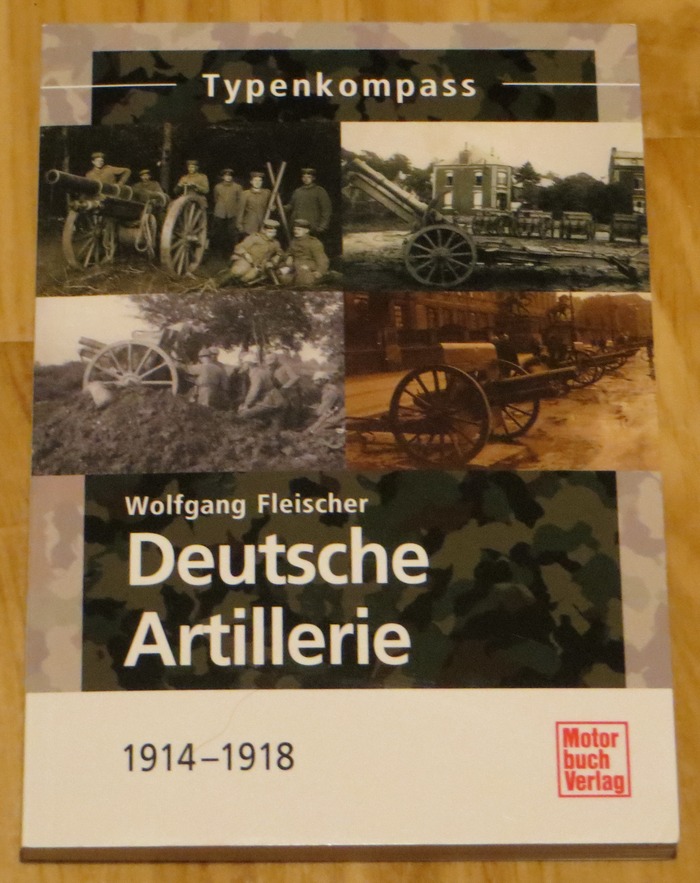 Typenkompass
Wolfgang Fleischer
Deutsche
Artillerie
1914–1918
Motor
buch
Verlag